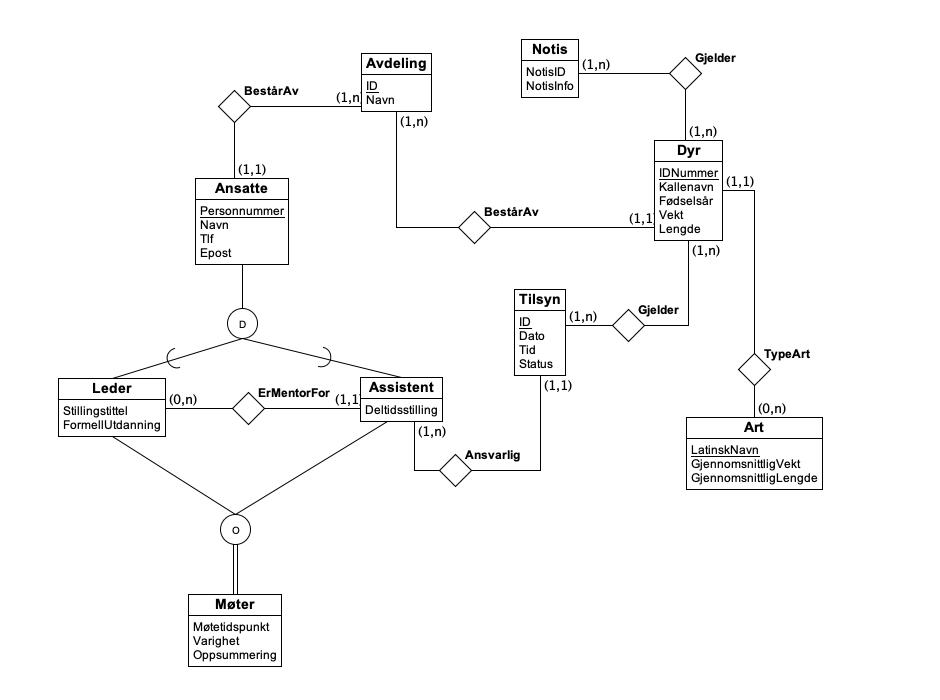 Notis
NotisID
NotisInfo
(1,n)
Gjelder
Avdeling
ID
Navn
(1,n)
BestårAv
(1,n)
(1,n)
(1,1)
Ansatte
Personnummer
Navn
Tlf
Epost
Dyr
IDNummer
Kallenavn
Fødselsår
Vekt
Lengde
(1,1)
BestårAv
(1,1
(1,n)
Tilsyn
ID
Dato
Tid
Status
(1,n)
Gjelder
D
(1,1)
TypeArt
Leder
Stillingstittel
FormellUtdanning
(0,n)
ErMentorFor
(1,1
Assistent
Deltidsstilling
(1,n)
Ansvarlig
(0,n)
Art
LatinskNavn
GjennomsnittligVekt
GjennomsnittligLengde
O
Møter
Møtetidspunkt
Varighet
Oppsummering